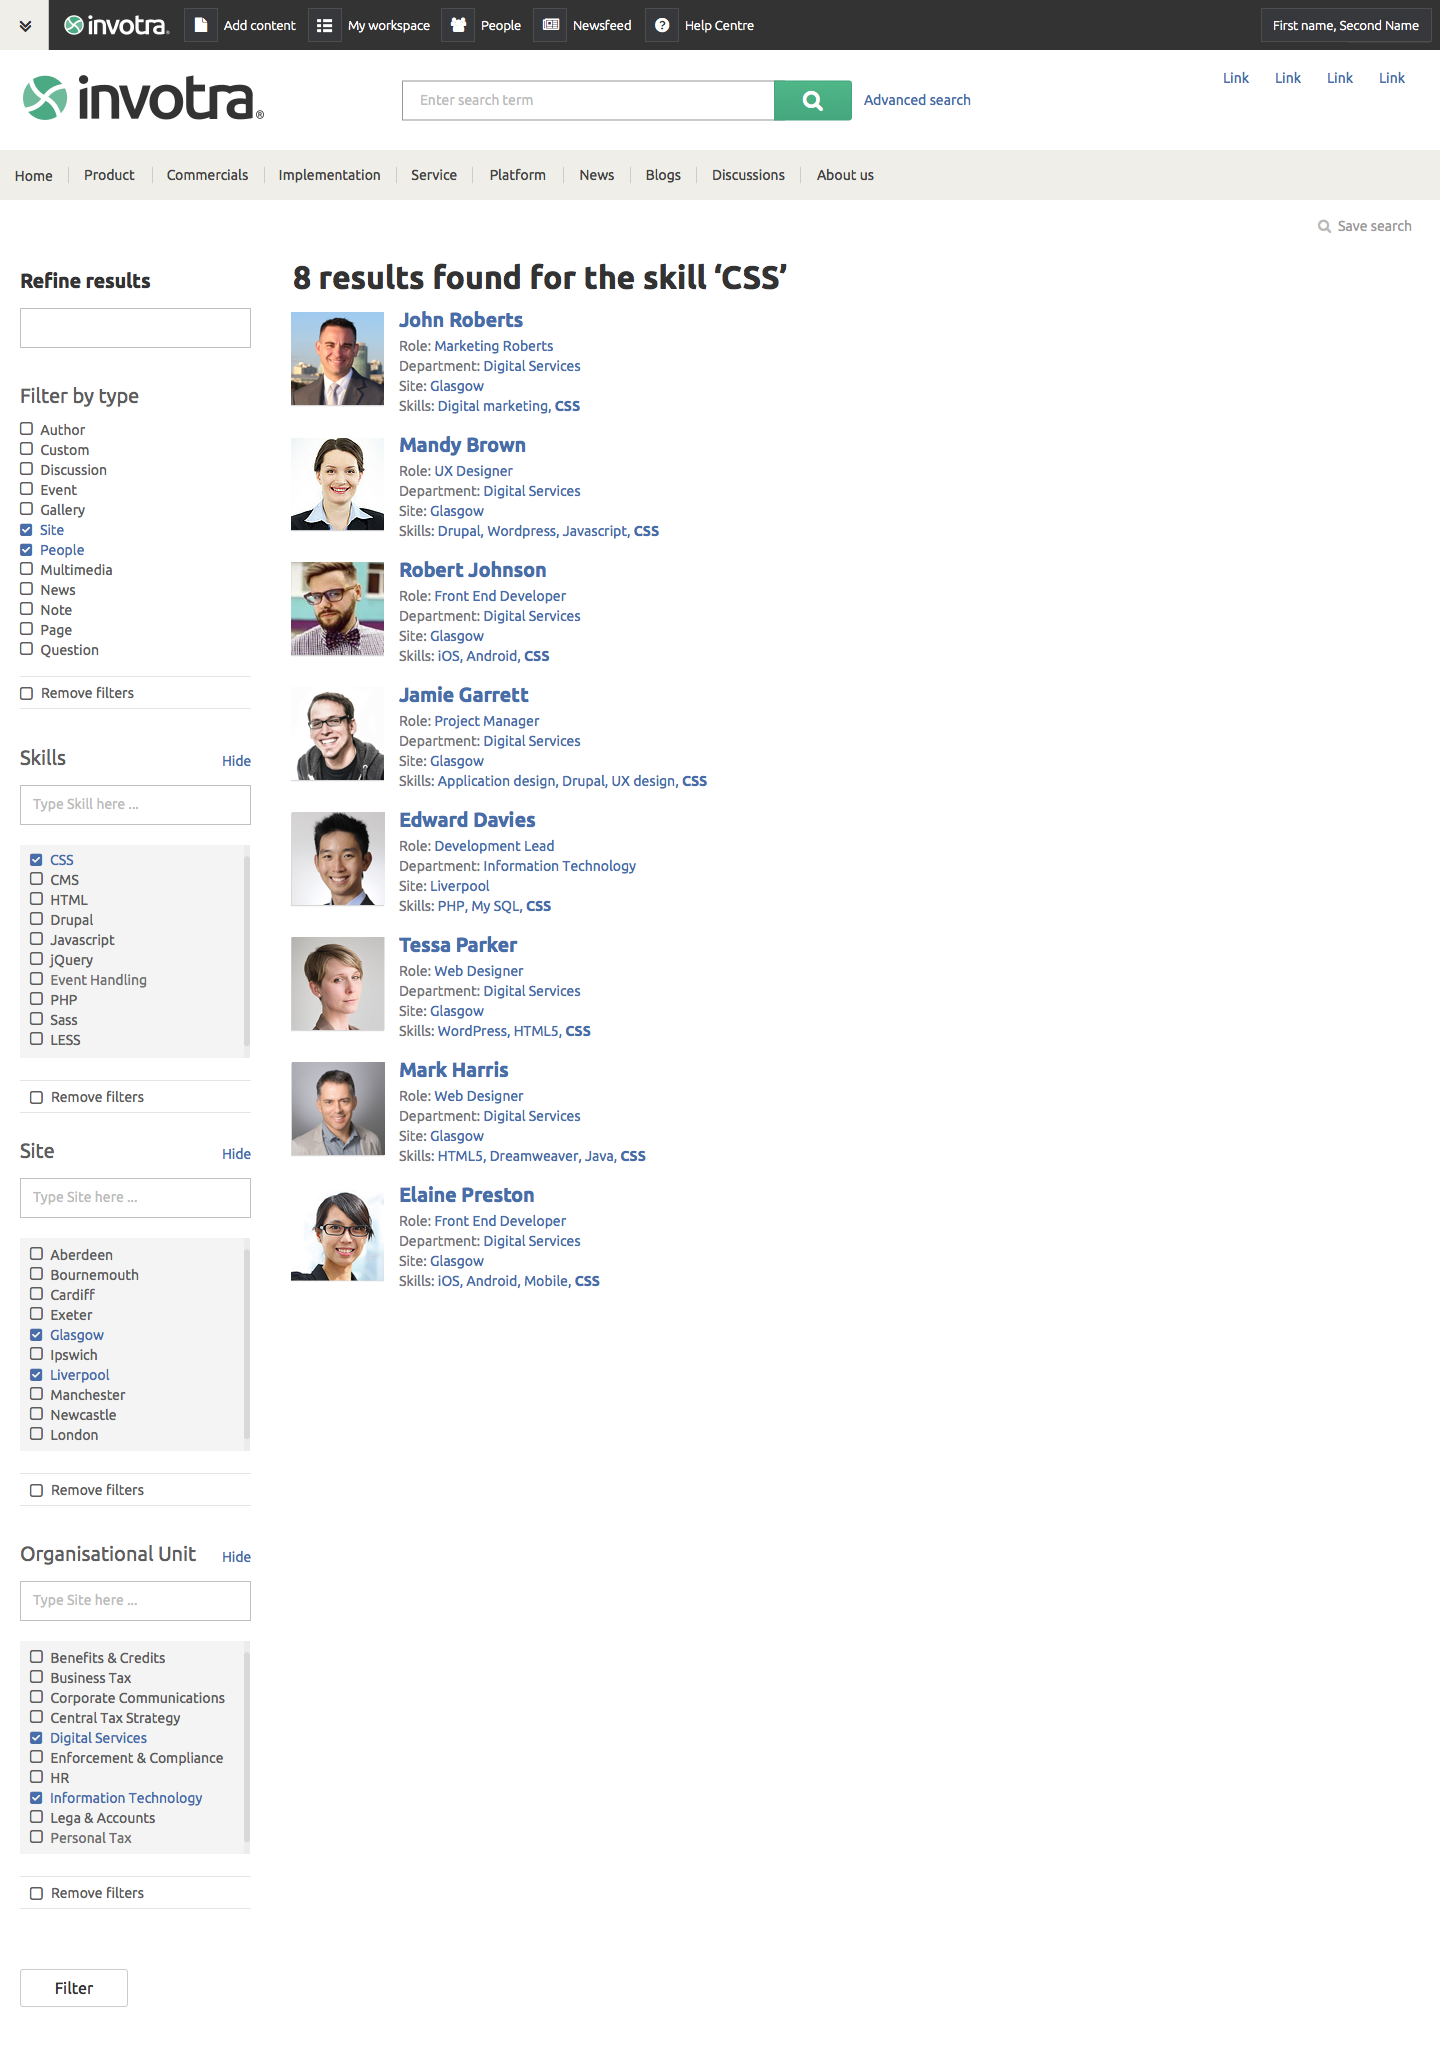 invotra. Add content My workspace People Newsfeed Help Centre First name, Second Name
Link Link Link Link
invotra® Enter search term Advanced search
Home Product Commercials Implementation Service Platform News Blogs Discussions About us
Save search
Refine results
Filter by type
Author
Custom
Discussion
Event
Gallery
Site
People
Multimedia
News
Note
Page
Question
Remove filters
Skills Hide
Type Skill here ...
CSS
CMS
HTML
Drupal
Javascript
jQuery
Event Handling
PHP
Sass
LESS
Remove filters
Site Hide
Type Site here ...
Aberdeen
Bournemouth
Cardiff
Exeter
Glasgow
Ipswich
Liverpool
Manchester
Newcastle
London
Remove filters
Organisational Unit Hide
Type Site here ...
Benefits & Credits
Business Tax
Corporate Communications
Central Tax Strategy
Digital Services
Enforcement & Compliance
HR
Information Technology
Lega & Accounts
Personal Tax
Remove filters
Filter
8 results found for the skill ‘CSS’
John Roberts
Role: Marketing Roberts
Department: Digital Services
Site: Glasgow
Skills: Digital marketing, CSS
Mandy Brown
Role: UX Designer
Department: Digital Services
Site: Glasgow
Skills: Drupal, Wordpress, Javascript, CSS
Robert Johnson
Role: Front End Developer
Department: Digital Services
Site: Glasgow
Skills: iOS, Android, CSS
Jamie Garrett
Role: Project Manager
Department: Digital Services
Site: Glasgow
Skills: Application design, Drupal, UX design, CSS
Edward Davies
Role: Development Lead
Department: Information Technology
Site: Liverpool
Skills: PHP, My SQL, CSS
Tessa Parker
Role: Web Designer
Department: Digital Services
Site: Glasgow
Skills: WordPress, HTML5, CSS
Mark Harris
Role: Web Designer
Department: Digital Services
Site: Glasgow
Skills: HTML5, Dreamweaver, Java, CSS
Elaine Preston
Role: Front End Developer
Department: Digital Services
Site: Glasgow
Skills: iOS, Android, Mobile, CSS